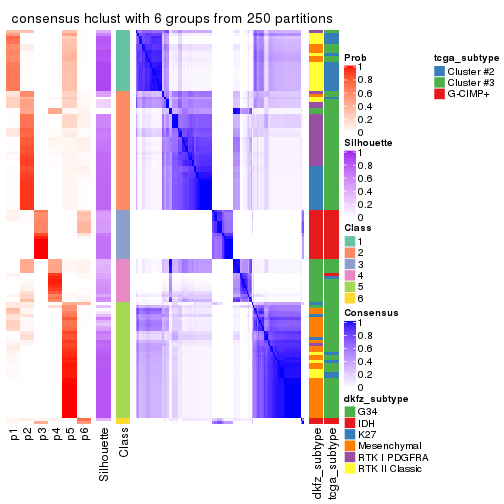 consensus hclust with 6 groups from 250 partitions
p1
p2
p3
p4
p5
p6
Silhouette
Class
dkfz_subtype
tcga_subtype
Prob
1
0.8
0.6
0.4
0.2
0
Silhouette
1
0.8
0.6
0.4
0.2
0
Class
1
2
3
4
5
6
Consensus
1
0.8
0.6
0.4
0.2
0
dkfz_subtype
G34
IDH
K27
Mesenchymal
RTK I PDGFRA
RTK II Classic
tcga_subtype
Cluster #2
Cluster #3
G-CIMP+